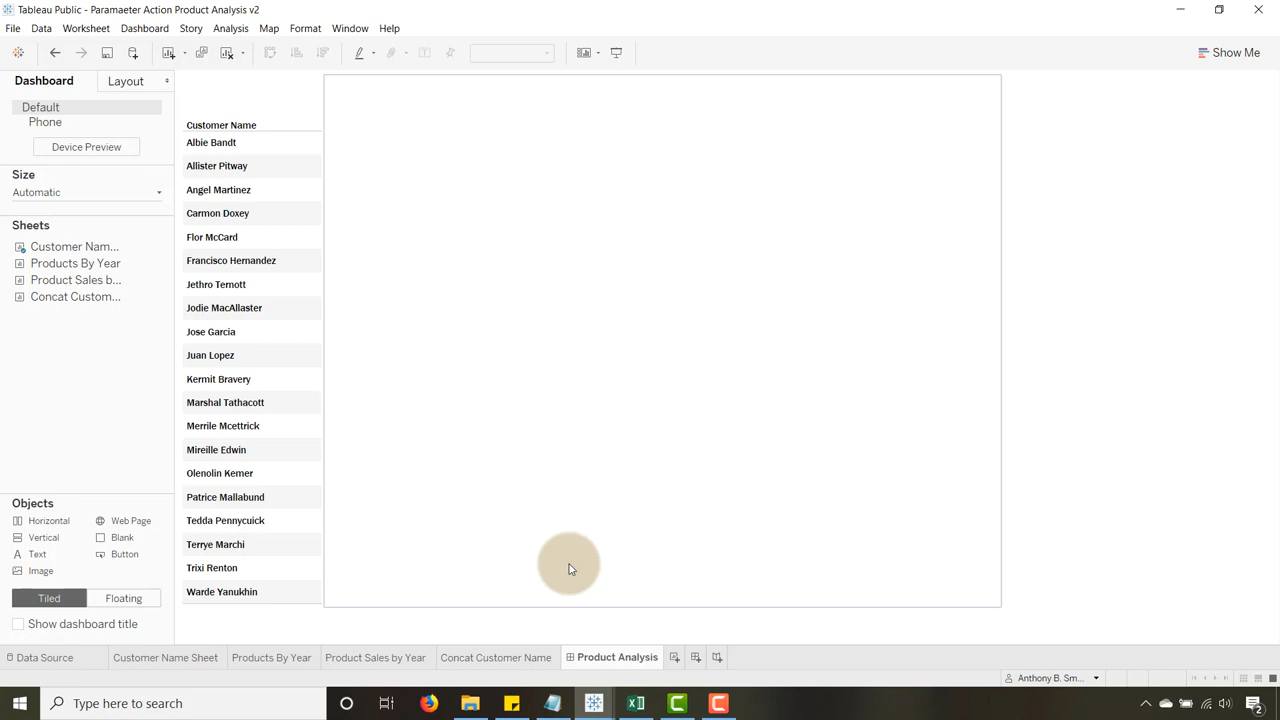 Tableau Public - Paramaeter Action Product Analysis v2
File Data Worksheet Dashboard Story Analysis Map Format Window Help
Show Me
Dashboard Layout
Default
Phone
Device Preview
Size
Automatic
Sheets
Customer Nam...
Products By Year
Product Sales b...
Concat Custom...
Objects
Horizontal Web Page
Vertical Blank
Text Button
Image
Tiled Floating
Show dashboard title
Customer Name
Albie Bandt
Allister Pitway
Angel Martinez
Carmon Doxey
Flor McCard
Francisco Hernandez
Jethro Ternott
Jodie MacAllaster
Jose Garcia
Juan Lopez
Kermit Bravery
Marshal Tathacott
Merrile Mcettrick
Mireille Edwin
Olenolin Kemer
Patrice Mallabund
Tedda Pennycuick
Terrye Marchi
Trixi Renton
Warde Yanukhin
Data Source Customer Name Sheet Products By Year Product Sales by Year Concat Customer Name Product Analysis
Anthony B. Sm...
Type here to search
2